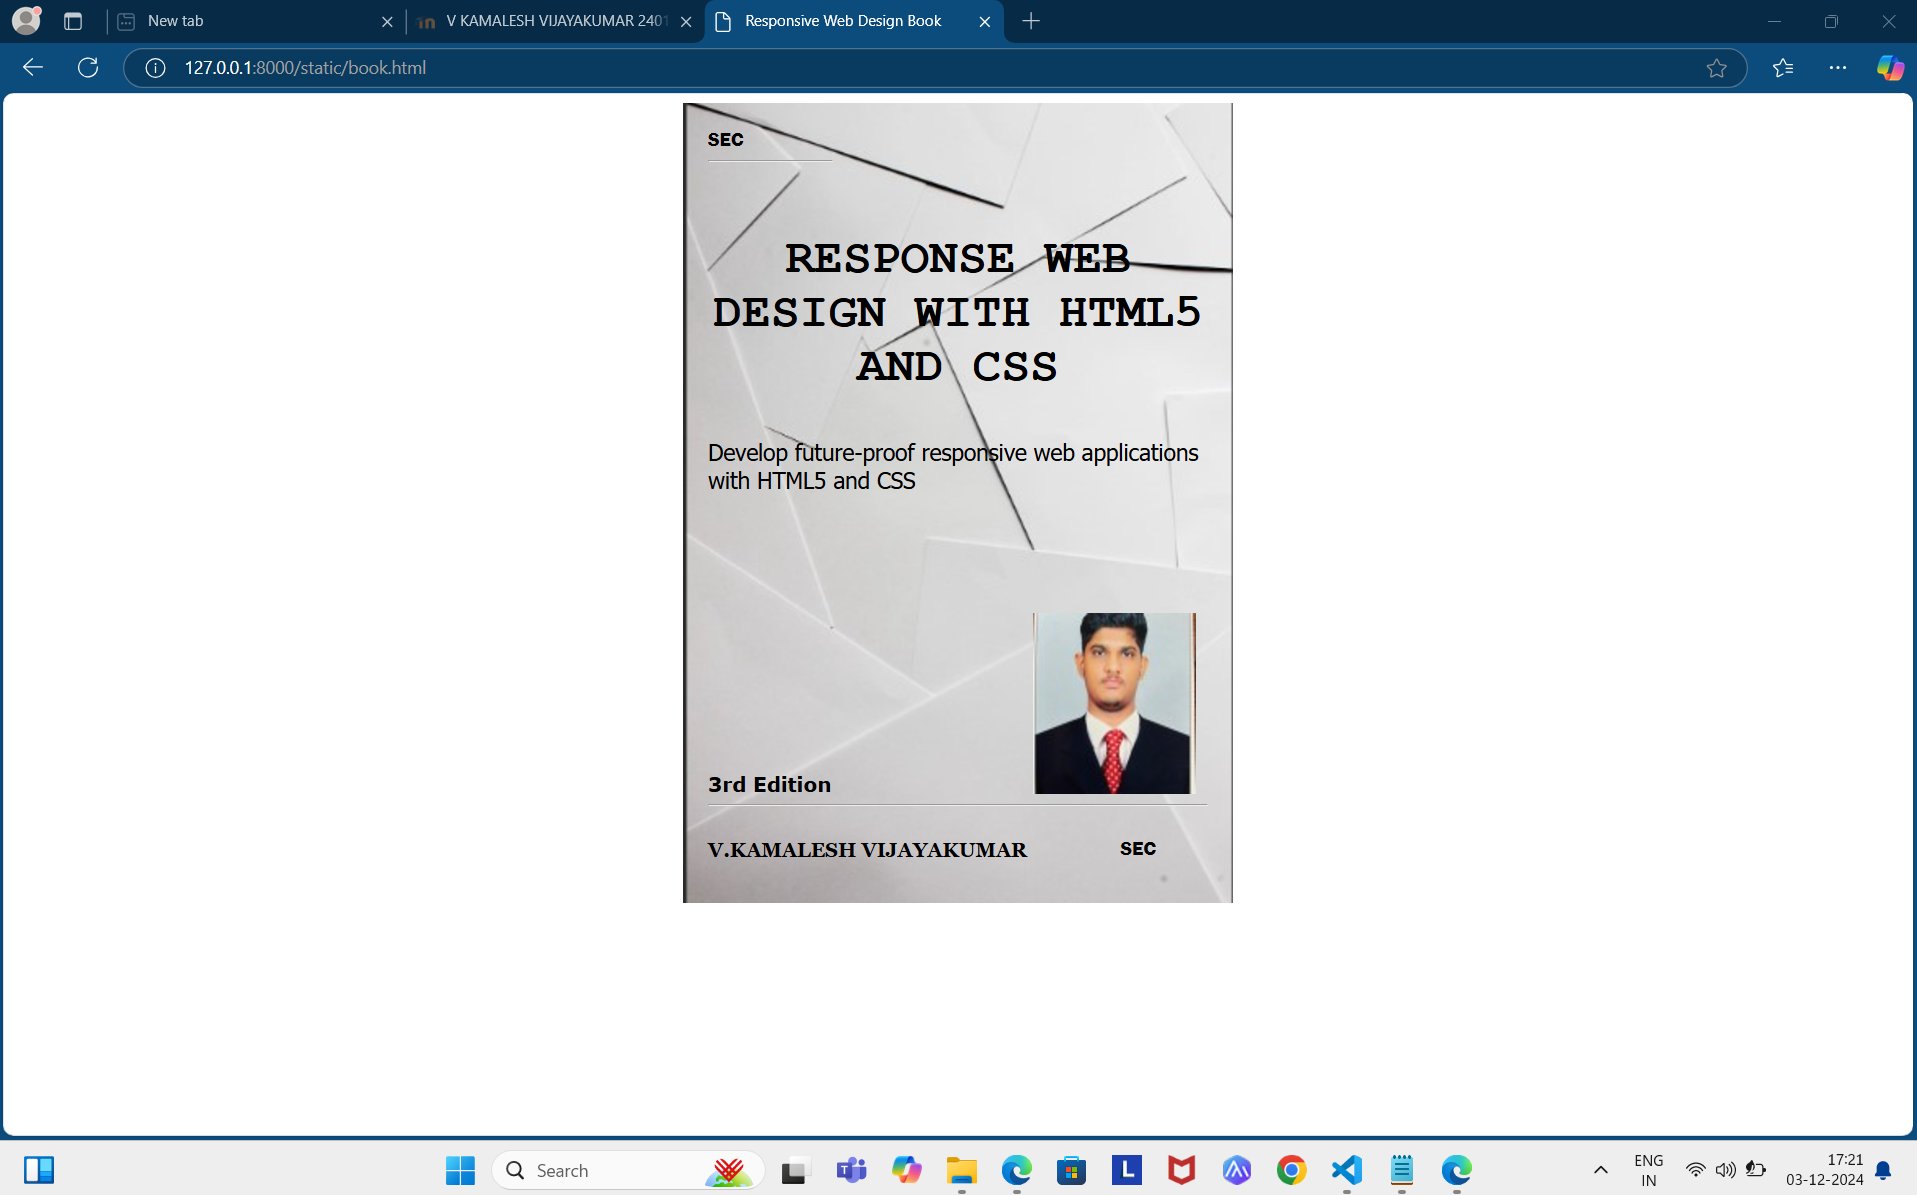 New tab
V KAMALESH VIJAYAKUMAR 2401
Responsive Web Design Book
127.0.0.1:8000/static/book.html
SEC
RESPONSE WEB
DESIGN WITH HTML5
AND CSS
Develop future-proof responsive web applications
with HTML5 and CSS
3rd Edition
V.KAMALESH VIJAYAKUMAR
SEC
Search
L
ENG
IN
17:21
03-12-2024